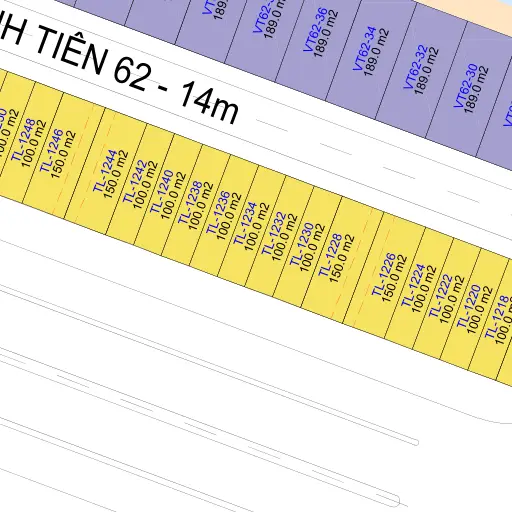 VT62-36
189.0 m2
VT62-34
189.0 m2
VT62-32
189.0 m2
VT62-30
189.0 m2
TIÊN 62 - 14m
100.0 m2
TL-1248
100.0 m2
TL-1246
150.0 m2
TL-1244
150.0 m2
TL-1242
100.0 m2
TL-1240
100.0 m2
TL-1238
100.0 m2
TL-1236
100.0 m2
TL-1234
100.0 m2
TL-1232
100.0 m2
TL-1230
100.0 m2
TL-1228
150.0 m2
TL-1226
150.0 m2
TL-1224
100.0 m2
TL-1222
100.0 m2
TL-1220
100.0 m2
TL-1218